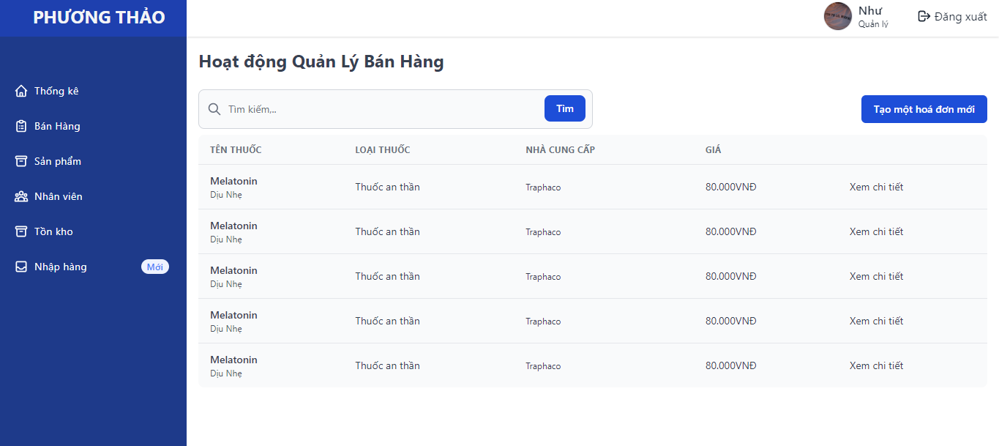 PHƯƠNG THẢO
Như
Quản lý
Đăng xuất
Thống kê
Bán Hàng
Sản phẩm
Nhân viên
Tồn kho
Nhập hàng Mới
Hoạt động Quản Lý Bán Hàng
Tìm kiếm,..
Tìm
Tạo một hoá đơn mới
TÊN THUỐC LOẠI THUỐC NHÀ CUNG CẤP GIÁ
Melatonin
Dịu Nhẹ
Thuốc an thần Traphaco 80.000VNĐ Xem chi tiết
Melatonin
Dịu Nhẹ
Thuốc an thần Traphaco 80.000VNĐ Xem chi tiết
Melatonin
Dịu Nhẹ
Thuốc an thần Traphaco 80.000VNĐ Xem chi tiết
Melatonin
Dịu Nhẹ
Thuốc an thần Traphaco 80.000VNĐ Xem chi tiết
Melatonin
Dịu Nhẹ
Thuốc an thần Traphaco 80.000VNĐ Xem chi tiết